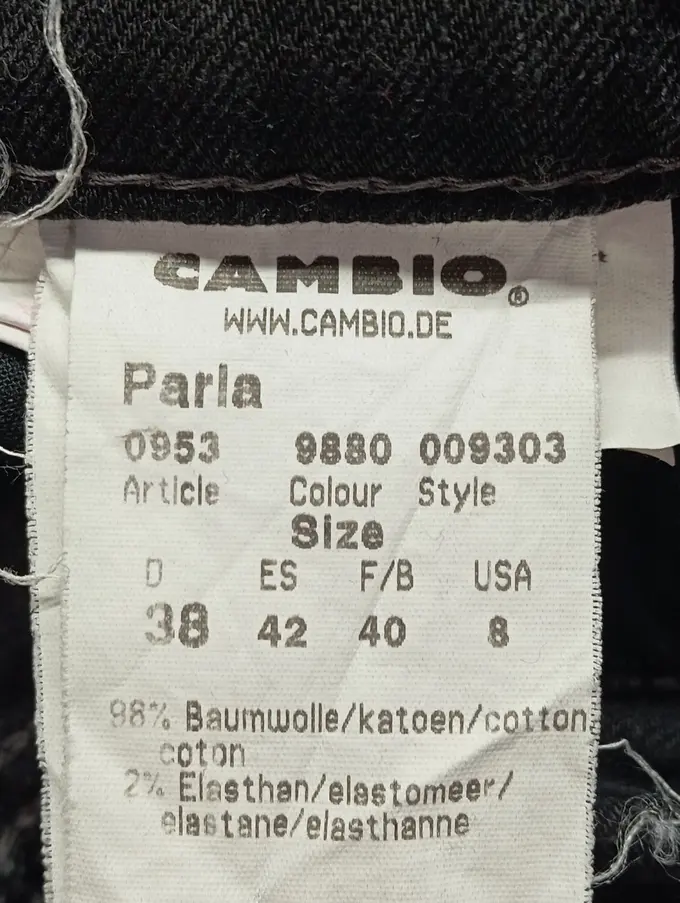 CAMBIO®
WWW.CAMBIO.DE
Parla
0953 9880 009303
Article Colour Style
Size
D ES F/B USA
38 42 40 8
98% Baumwolle/katoen/cotton
coton
2% Elasthan/elastomeer/
elastane/elasthanne